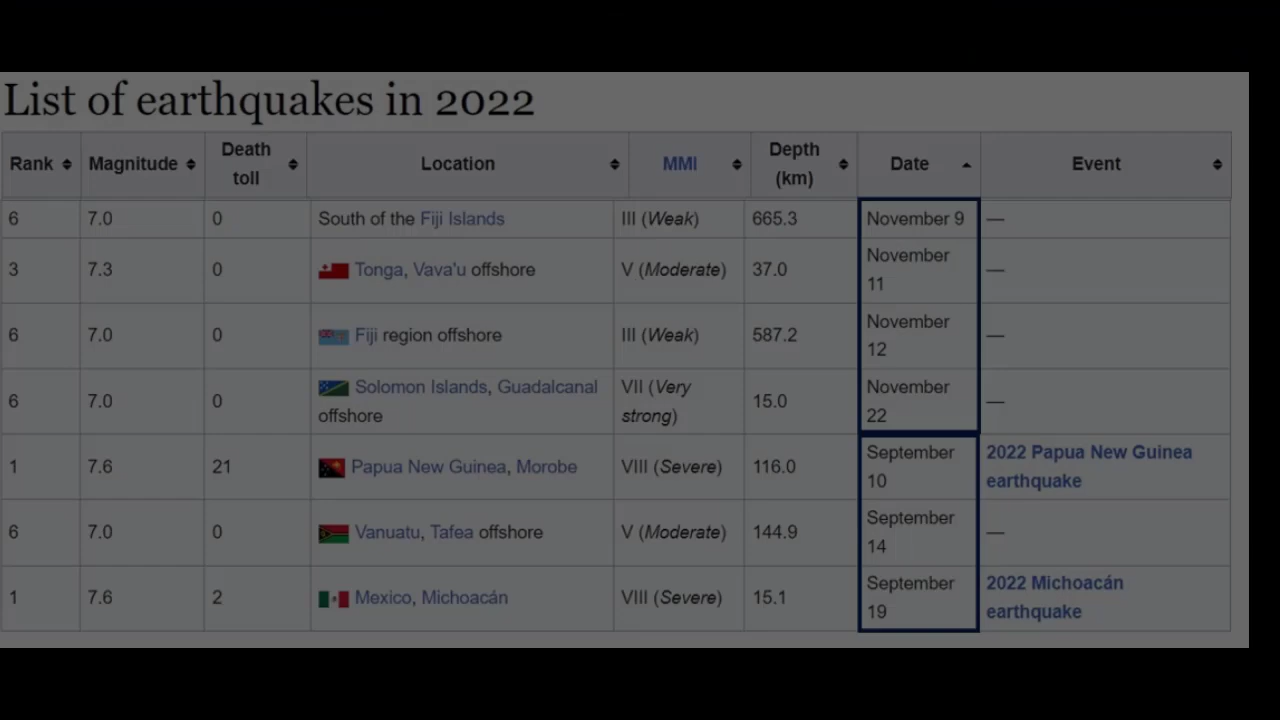 List of earthquakes in 2022
Rank Magnitude Death toll Location MMI Depth (km) Date Event
6 7.0 0 South of the Fiji Islands III (Weak) 665.3 November 9 —
3 7.3 0 Tonga, Vava'u offshore V (Moderate) 37.0 November 11 —
6 7.0 0 Fiji region offshore III (Weak) 587.2 November 12 —
6 7.0 0 Solomon Islands, Guadalcanal offshore VII (Very strong) 15.0 November 22 —
1 7.6 21 Papua New Guinea, Morobe VIII (Severe) 116.0 September 10 2022 Papua New Guinea earthquake
6 7.0 0 Vanuatu, Tafea offshore V (Moderate) 144.9 September 14 —
1 7.6 2 Mexico, Michoacán VIII (Severe) 15.1 September 19 2022 Michoacán earthquake